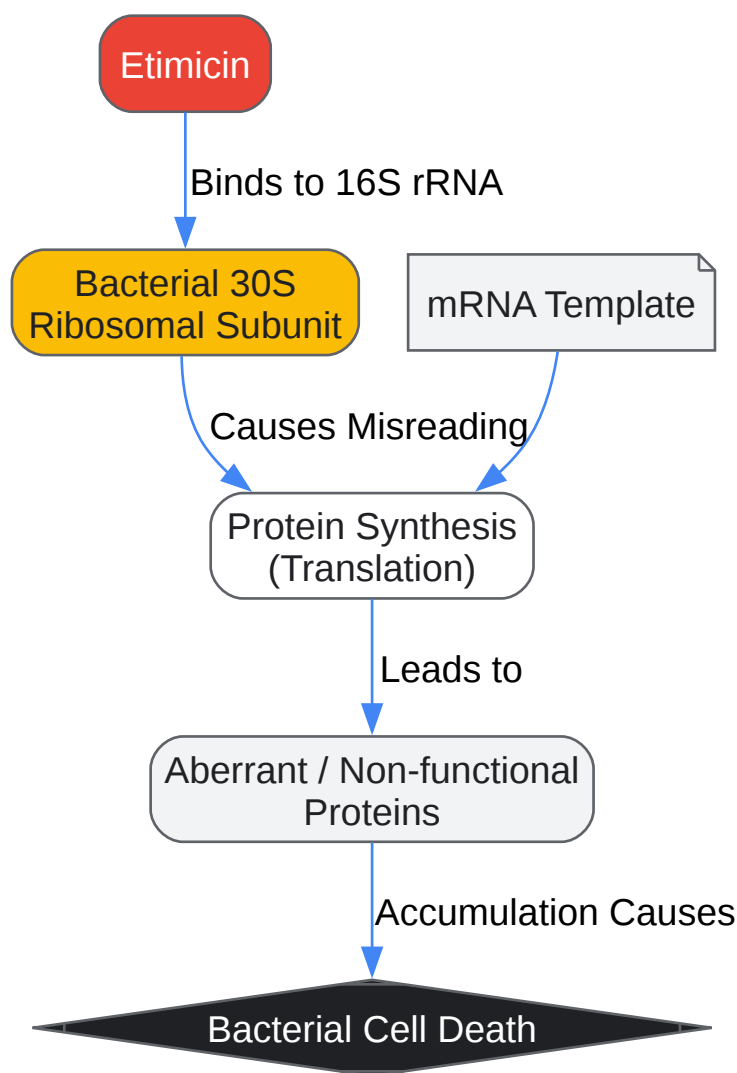 Etimicin
Binds to 16S rRNA
Bacterial 30S
Ribosomal Subunit
mRNA Template
Causes Misreading
Protein Synthesis
(Translation)
Leads to
Aberrant / Non-functional
Proteins
Accumulation Causes
Bacterial Cell Death